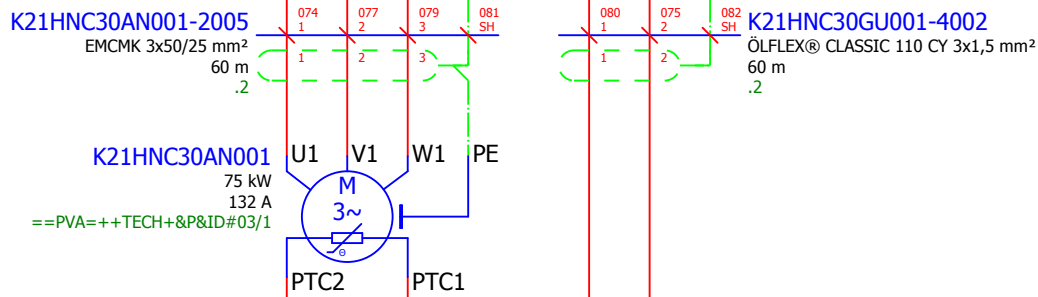 074 077 079 081 080 075 082
K21HNC30AN001-2005 1 2 3 SH 1 2 SH K21HNC30GU001-4002
EMCMK 3x50/25 mm² 1 2 3 1 2 ÖLFLEX® CLASSIC 110 CY 3x1,5 mm²
60 m 60 m
.2 .2
K21HNC30AN001 U1 V1 W1 PE
75 kW M
132 A 3~
==PVA=++TECH+&P&ID#03/1
θ
PTC2 PTC1